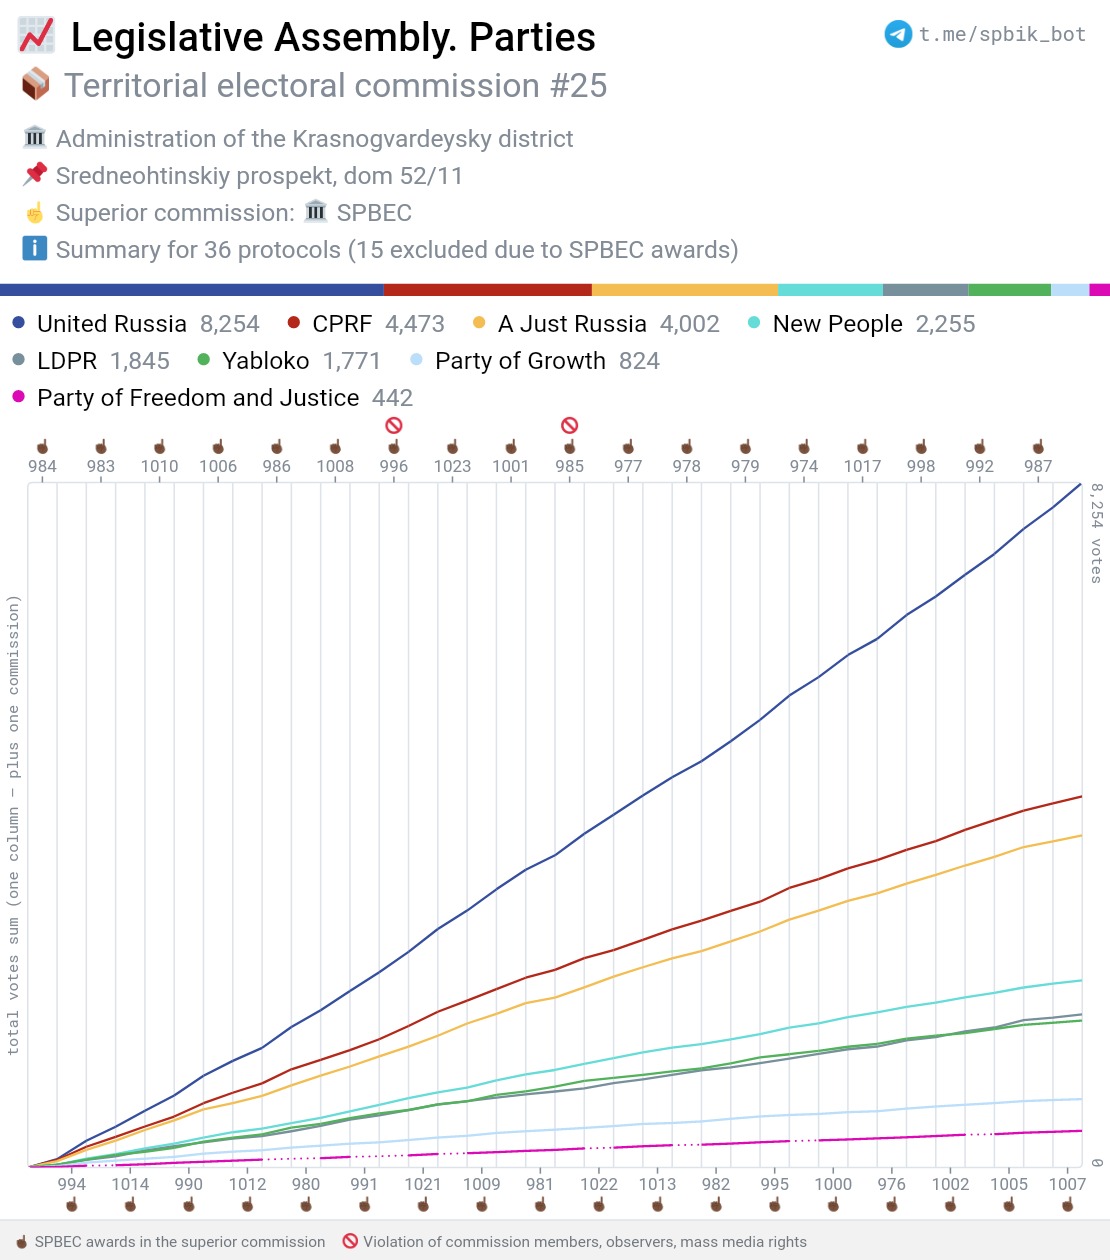 Legislative Assembly. Parties
t.me/spbik_bot
Territorial electoral commission #25
Administration of the Krasnogvardeysky district
Sredneohtinskiy prospekt, dom 52/11
Superior commission: SPBEC
Summary for 36 protocols (15 excluded due to SPBEC awards)
United Russia 8,254 CPRF 4,473 A Just Russia 4,002 New People 2,255
LDPR 1,845 Yabloko 1,771 Party of Growth 824
Party of Freedom and Justice 442
984 983 1010 1006 986 1008 996 1023 1001 985 977 978 979 974 1017 998 992 987
8,254 votes
total votes sum (one column – plus one commission)
0
994 1014 990 1012 980 991 1021 1009 981 1022 1013 982 995 1000 976 1002 1005 1007
SPBEC awards in the superior commission Violation of commission members, observers, mass media rights